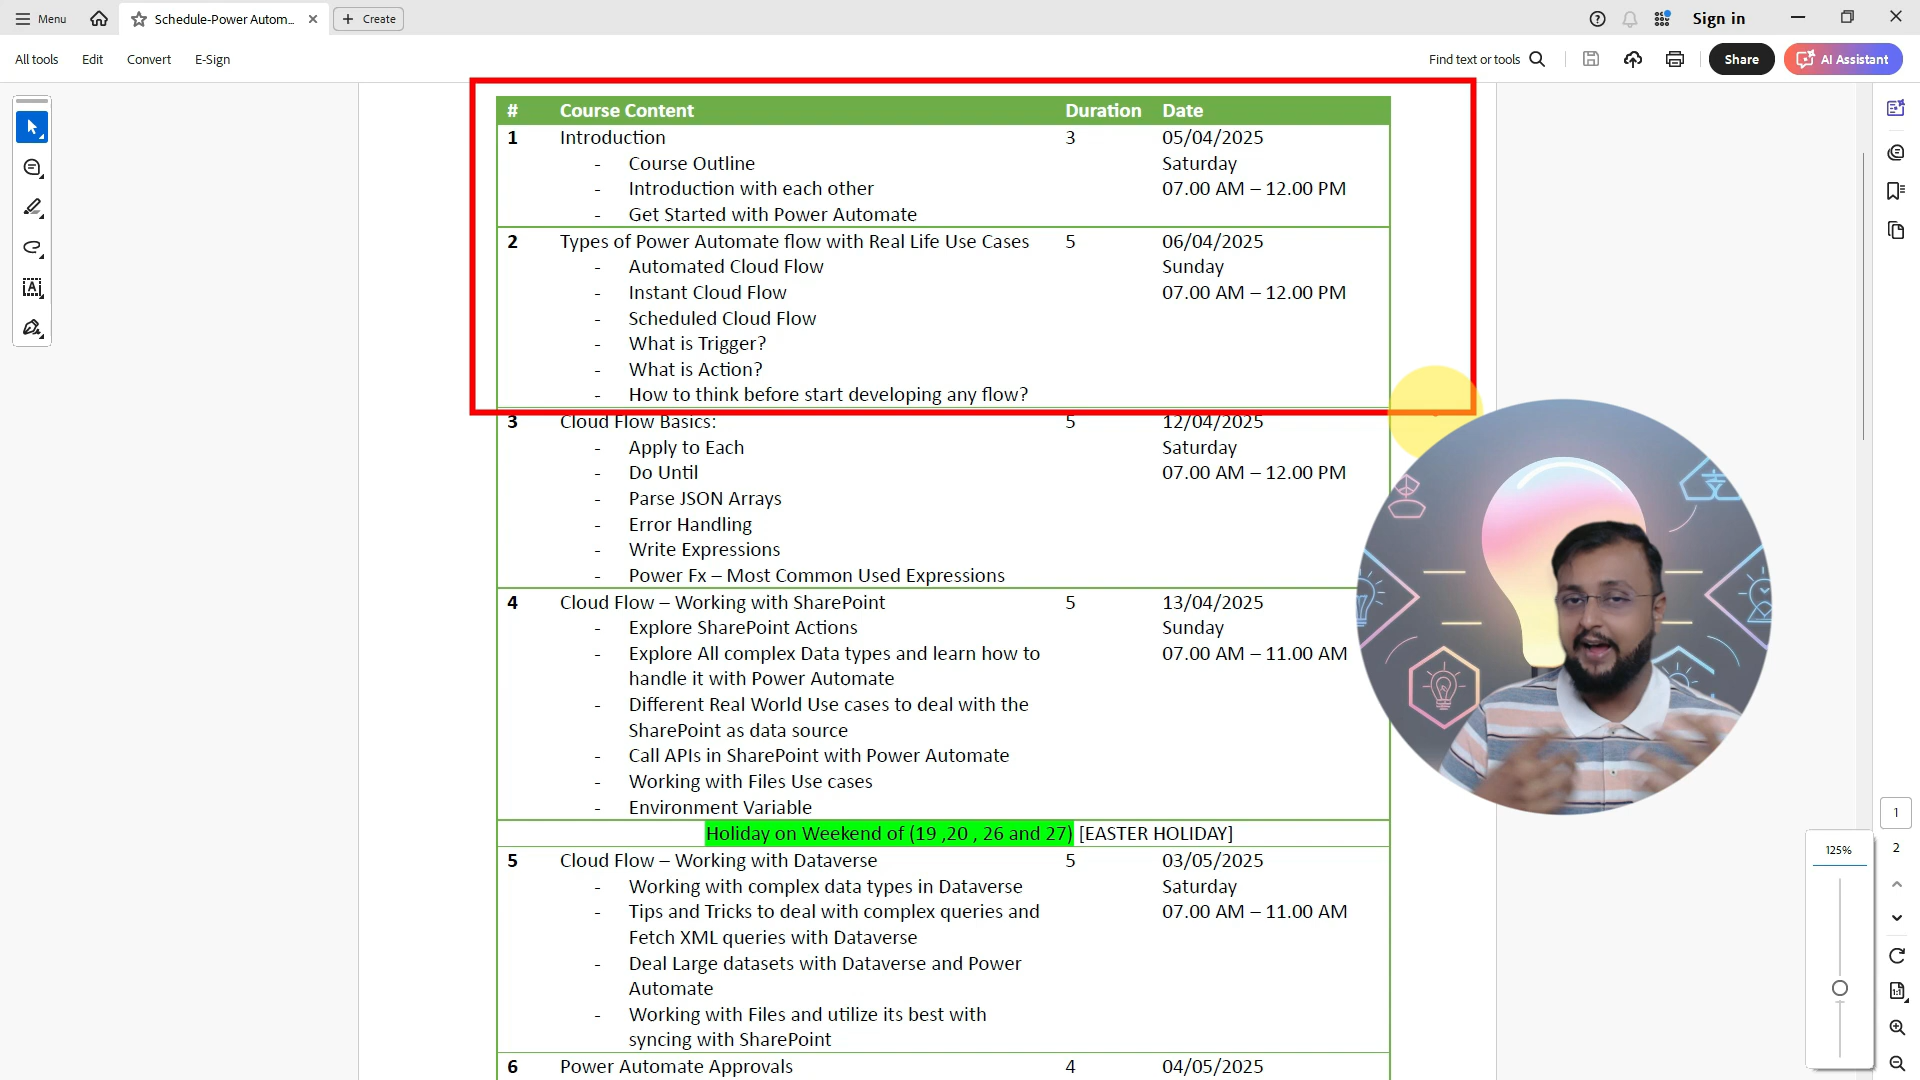 Menu
Schedule-Power Autom...
Create
Sign in
All tools
Edit
Convert
E-Sign
Find text or tools
Share
AI Assistant
# Course Content Duration Date
1 Introduction 3 05/04/2025
- Course Outline Saturday
- Introduction with each other 07.00 AM – 12.00 PM
- Get Started with Power Automate
2 Types of Power Automate flow with Real Life Use Cases 5 06/04/2025
- Automated Cloud Flow Sunday
- Instant Cloud Flow 07.00 AM – 12.00 PM
- Scheduled Cloud Flow
- What is Trigger?
- What is Action?
- How to think before start developing any flow?
3 Cloud Flow Basics: 5 12/04/2025
- Apply to Each Saturday
- Do Until 07.00 AM – 12.00 PM
- Parse JSON Arrays
- Error Handling
- Write Expressions
- Power Fx – Most Common Used Expressions
4 Cloud Flow – Working with SharePoint 5 13/04/2025
- Explore SharePoint Actions Sunday
- Explore All complex Data types and learn how to 07.00 AM – 11.00 AM
handle it with Power Automate
- Different Real World Use cases to deal with the
SharePoint as data source
- Call APIs in SharePoint with Power Automate
- Working with Files Use cases
- Environment Variable
Holiday on Weekend of (19 ,20 , 26 and 27) [EASTER HOLIDAY]
5 Cloud Flow – Working with Dataverse 5 03/05/2025
- Working with complex data types in Dataverse Saturday
- Tips and Tricks to deal with complex queries and 07.00 AM – 11.00 AM
Fetch XML queries with Dataverse
- Deal Large datasets with Dataverse and Power
Automate
- Working with Files and utilize its best with
syncing with SharePoint
6 Power Automate Approvals 4 04/05/2025
1
2
125%